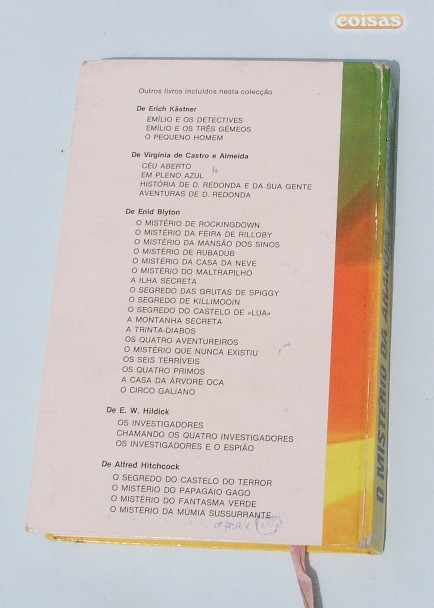 coisas
Outros livros incluídos nesta colecção
De Erich Kästner
EMÍLIO E OS DETECTIVES
EMÍLIO E OS TRÊS GÉMEOS
O PEQUENO HOMEM
De Virgínia de Castro e Almeida
CÉU ABERTO
EM PLENO AZUL
HISTÓRIA DE D. REDONDA E DA SUA GENTE
AVENTURAS DE D. REDONDA
De Enid Blyton
O MISTÉRIO DE ROCKINGDOWN
O MISTÉRIO DA FEIRA DE RILLOBY
O MISTÉRIO DA MANSÃO DOS SINOS
O MISTÉRIO DE RUBADUB
O MISTÉRIO DA CASA DA NEVE
O MISTÉRIO DO MALTRAPILHO
A ILHA SECRETA
O SEGREDO DAS GRUTAS DE SPIGGY
O SEGREDO DE KILLIMOOIN
O SEGREDO DO CASTELO DE «LUA»
A MONTANHA SECRETA
A TRINTA-DIABOS
OS QUATRO AVENTUREIROS
O MISTÉRIO QUE NUNCA EXISTIU
OS SEIS TERRÍVEIS
OS QUATRO PRIMOS
A CASA DA ÁRVORE OCA
O CIRCO GALIANO
De E. W. Hildick
OS INVESTIGADORES
CHAMANDO OS QUATRO INVESTIGADORES
OS INVESTIGADORES E O ESPIÃO
De Alfred Hitchcock
O SEGREDO DO CASTELO DO TERROR
O MISTÉRIO DO PAPAGAIO GAGO
O MISTÉRIO DO FANTASMA VERDE
O MISTÉRIO DA MÚMIA SUSSURRANTE
O MISTÉRIO DA